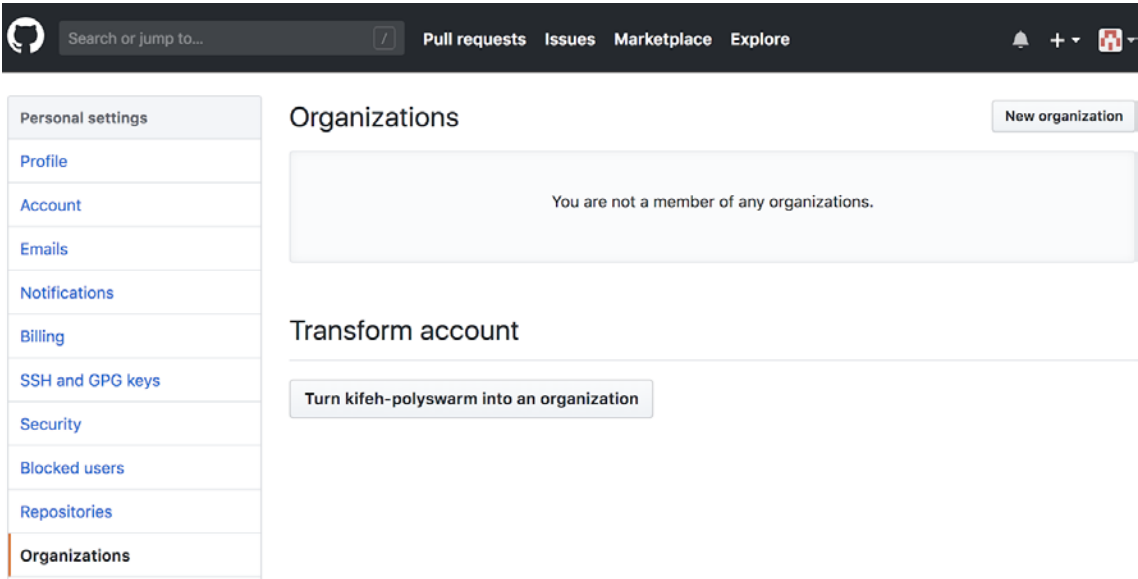 Search or jump to... /
Pull requests Issues Marketplace Explore
Personal settings
Profile
Account
Emails
Notifications
Billing
SSH and GPG keys
Security
Blocked users
Repositories
Organizations
Organizations
New organization
You are not a member of any organizations.
Transform account
Turn kifeh-polyswarm into an organization